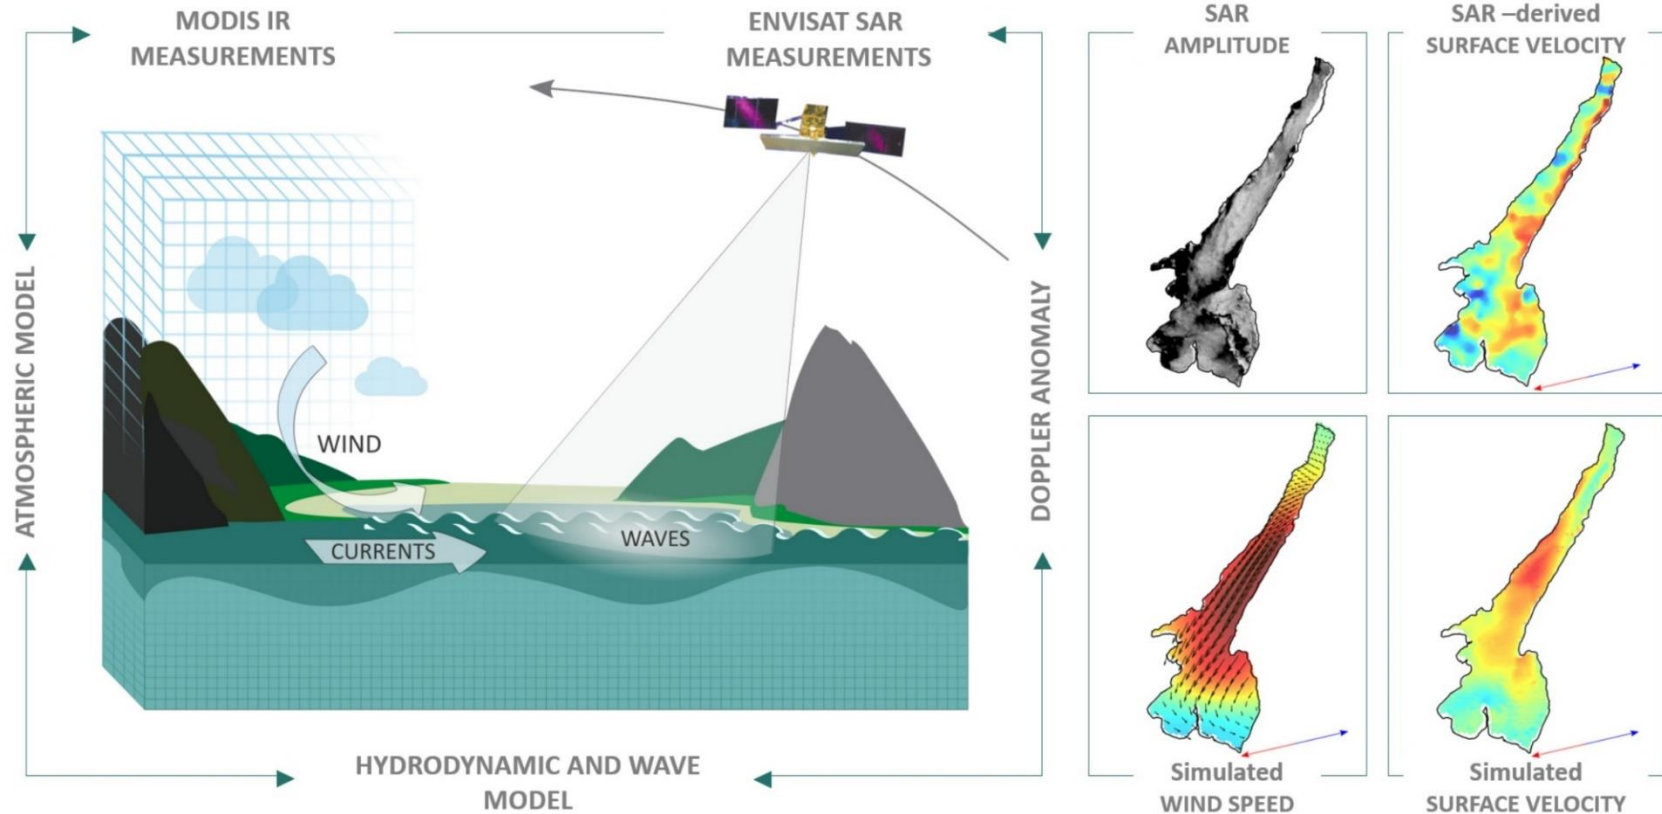 MODIS IR
MEASUREMENTS
ENVISAT SAR
MEASUREMENTS
ATMOSPHERIC MODEL
WIND
CURRENTS
WAVES
DOPPLER ANOMALY
HYDRODYNAMIC AND WAVE
MODEL
SAR
AMPLITUDE
SAR –derived
SURFACE VELOCITY
Simulated
WIND SPEED
Simulated
SURFACE VELOCITY